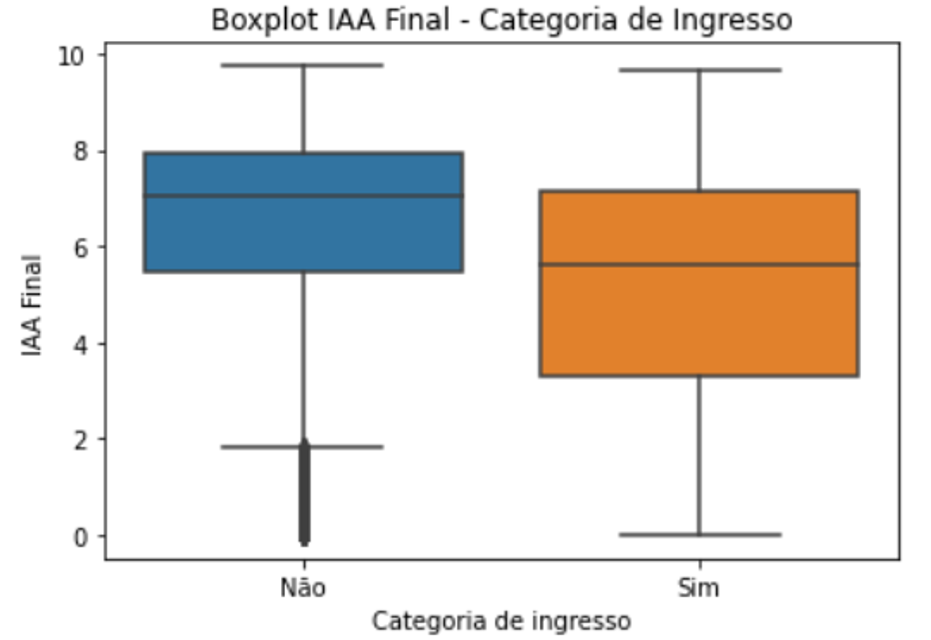 Boxplot IAA Final - Categoria de Ingresso
10
8
6
4
2
0
IAA Final
Não
Sim
Categoria de ingresso